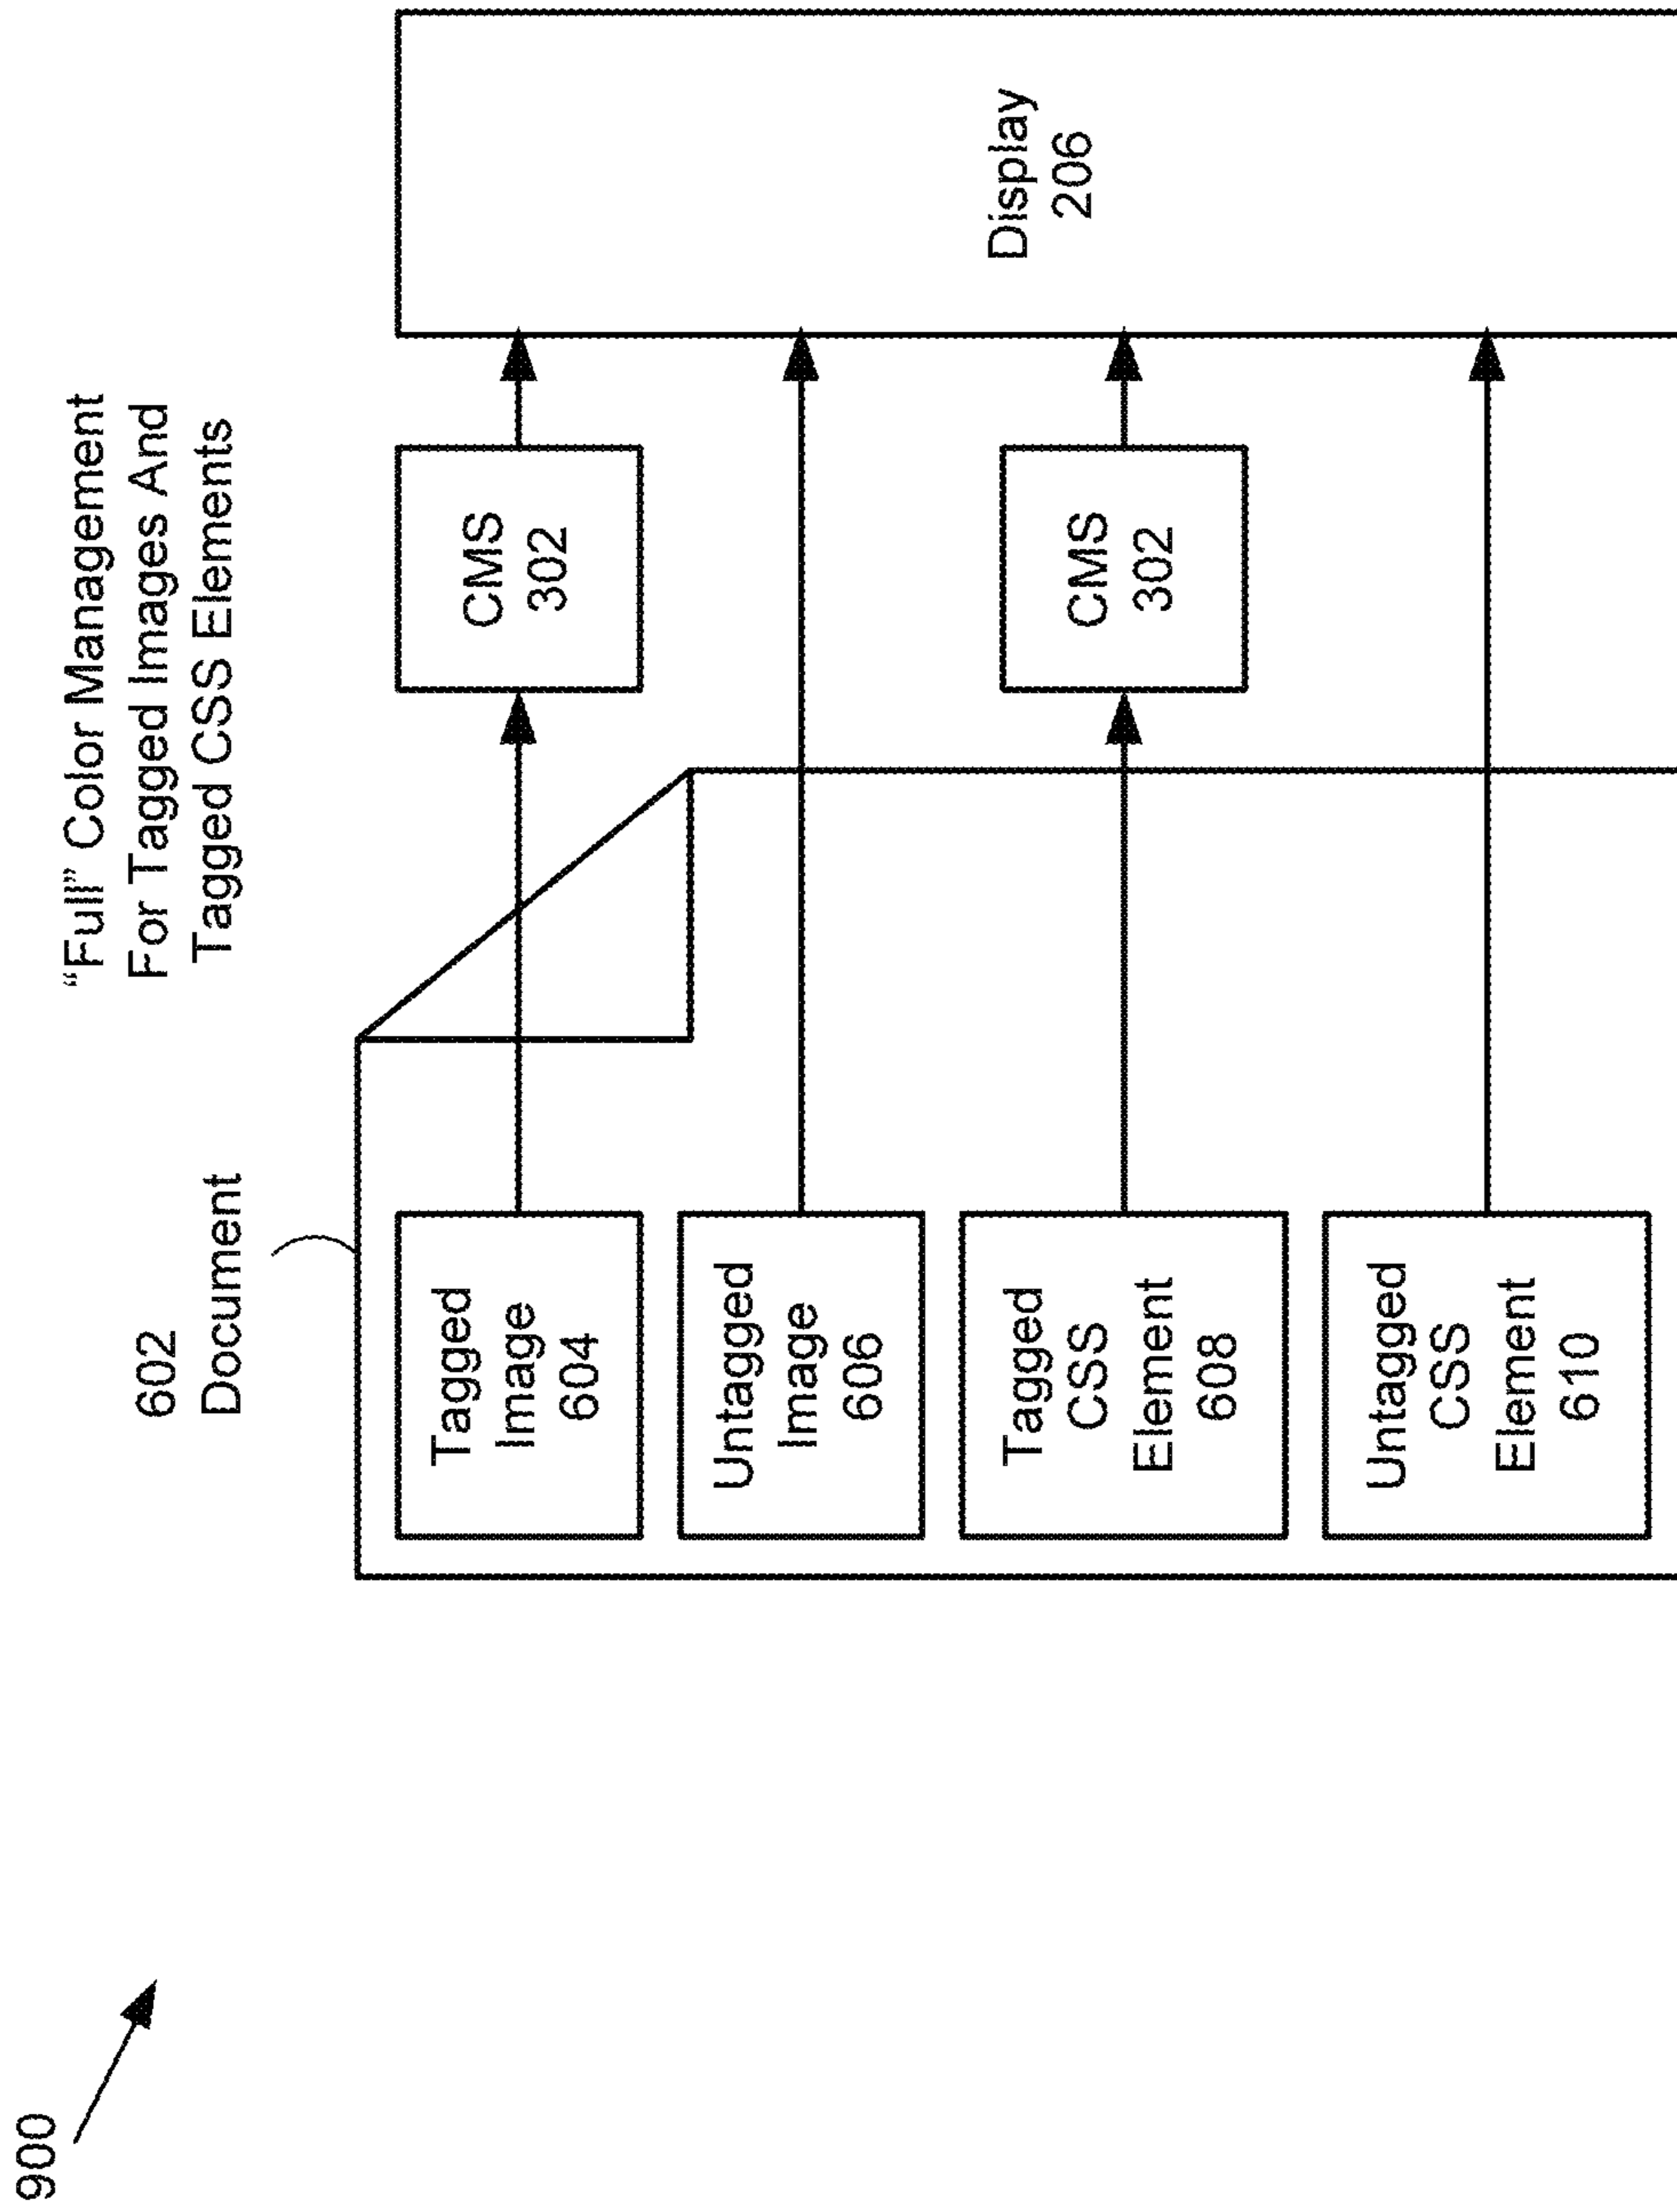 900
602
Document
“Full” Color Management
For Tagged Images And
Tagged CSS Elements
Tagged
Image
604
CMS
302
Untagged
Image
606
Tagged
CSS
Element
608
CMS
302
Untagged
CSS
Element
610
Display
206